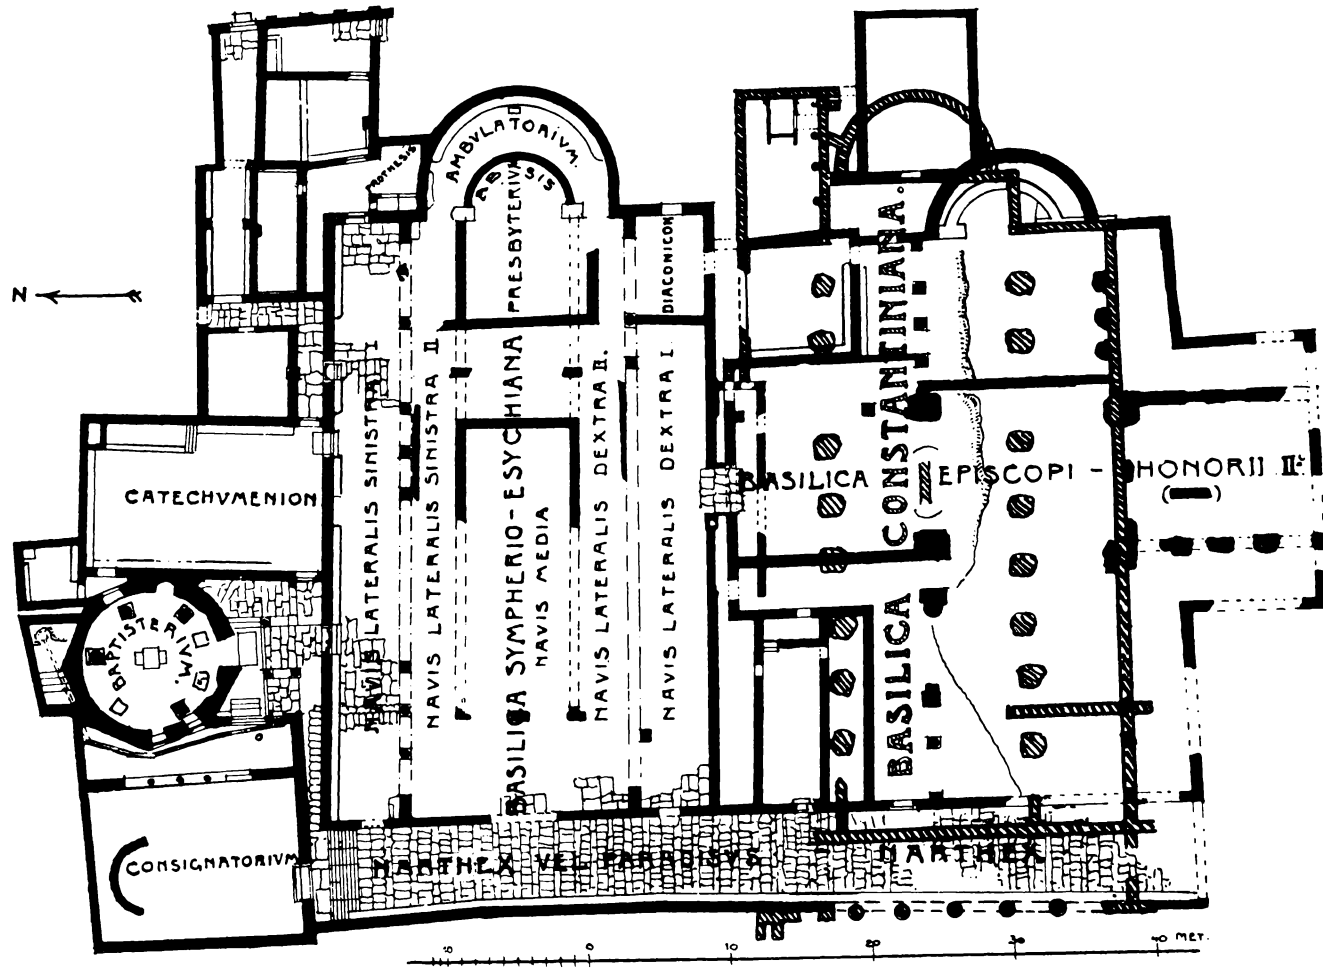 AMBVLATORIVM.
PROTHESIS
ABSIS
PRESBYTERIVM
DIACONICON
N
NAVIS LATERALIS SINISTRA I
NAVIS LATERALIS SINISTRA II
BASILICA SYMPHERIO-ESYCHIANA
NAVIS MEDIA
NAVIS LATERALIS DEXTRA II.
NAVIS LATERALIS DEXTRA I.
BASILICA CONSTANTINIANA.
BASILICA EPISCOPI - HONORII II
CATECHVMENION
BAPTISTERIVM.
CONSIGNATORIVM
NARTHEX VEL PARADISVS
NARTHEX
5 0 10 20 30 40 MET.